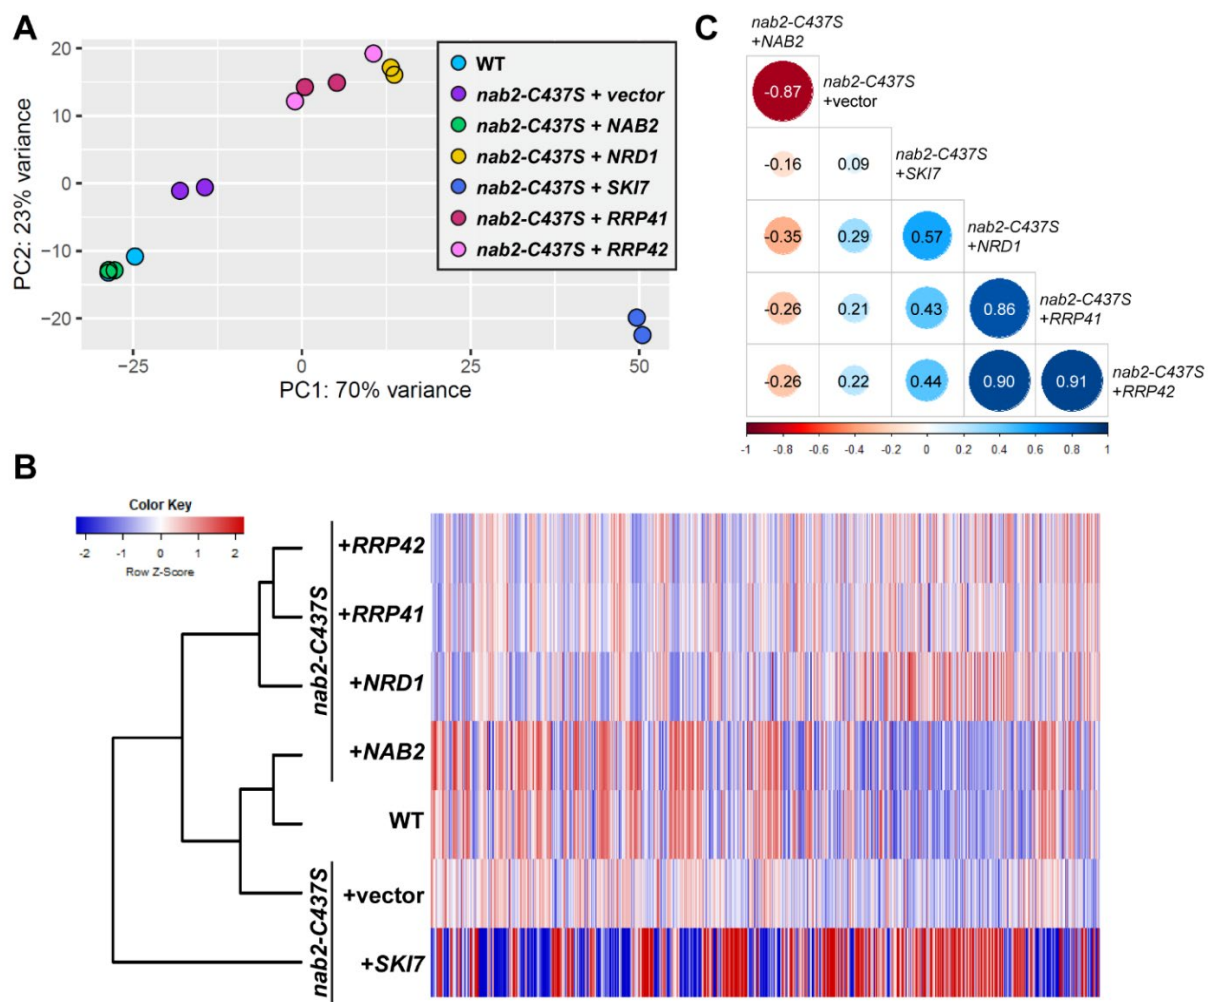 A
20
10
0
−10
−20
PC2: 23% variance
−25
0
25
50
PC1: 70% variance
WT
nab2-C437S + vector
nab2-C437S + NAB2
nab2-C437S + NRD1
nab2-C437S + SKI7
nab2-C437S + RRP41
nab2-C437S + RRP42
C
nab2-C437S
+NAB2
-0.87
nab2-C437S
+vector
-0.16
0.09
nab2-C437S
+SKI7
-0.35
0.29
0.57
nab2-C437S
+NRD1
-0.26
0.21
0.43
0.86
nab2-C437S
+RRP41
-0.26
0.22
0.44
0.90
0.91
nab2-C437S
+RRP42
-1
-0.8
-0.6
-0.4
-0.2
0
0.2
0.4
0.6
0.8
1
B
Color Key
-2
-1
0
1
2
Row Z-Score
nab2-C437S
+RRP42
+RRP41
+NRD1
+NAB2
WT
nab2-C437S
+vector
+SKI7